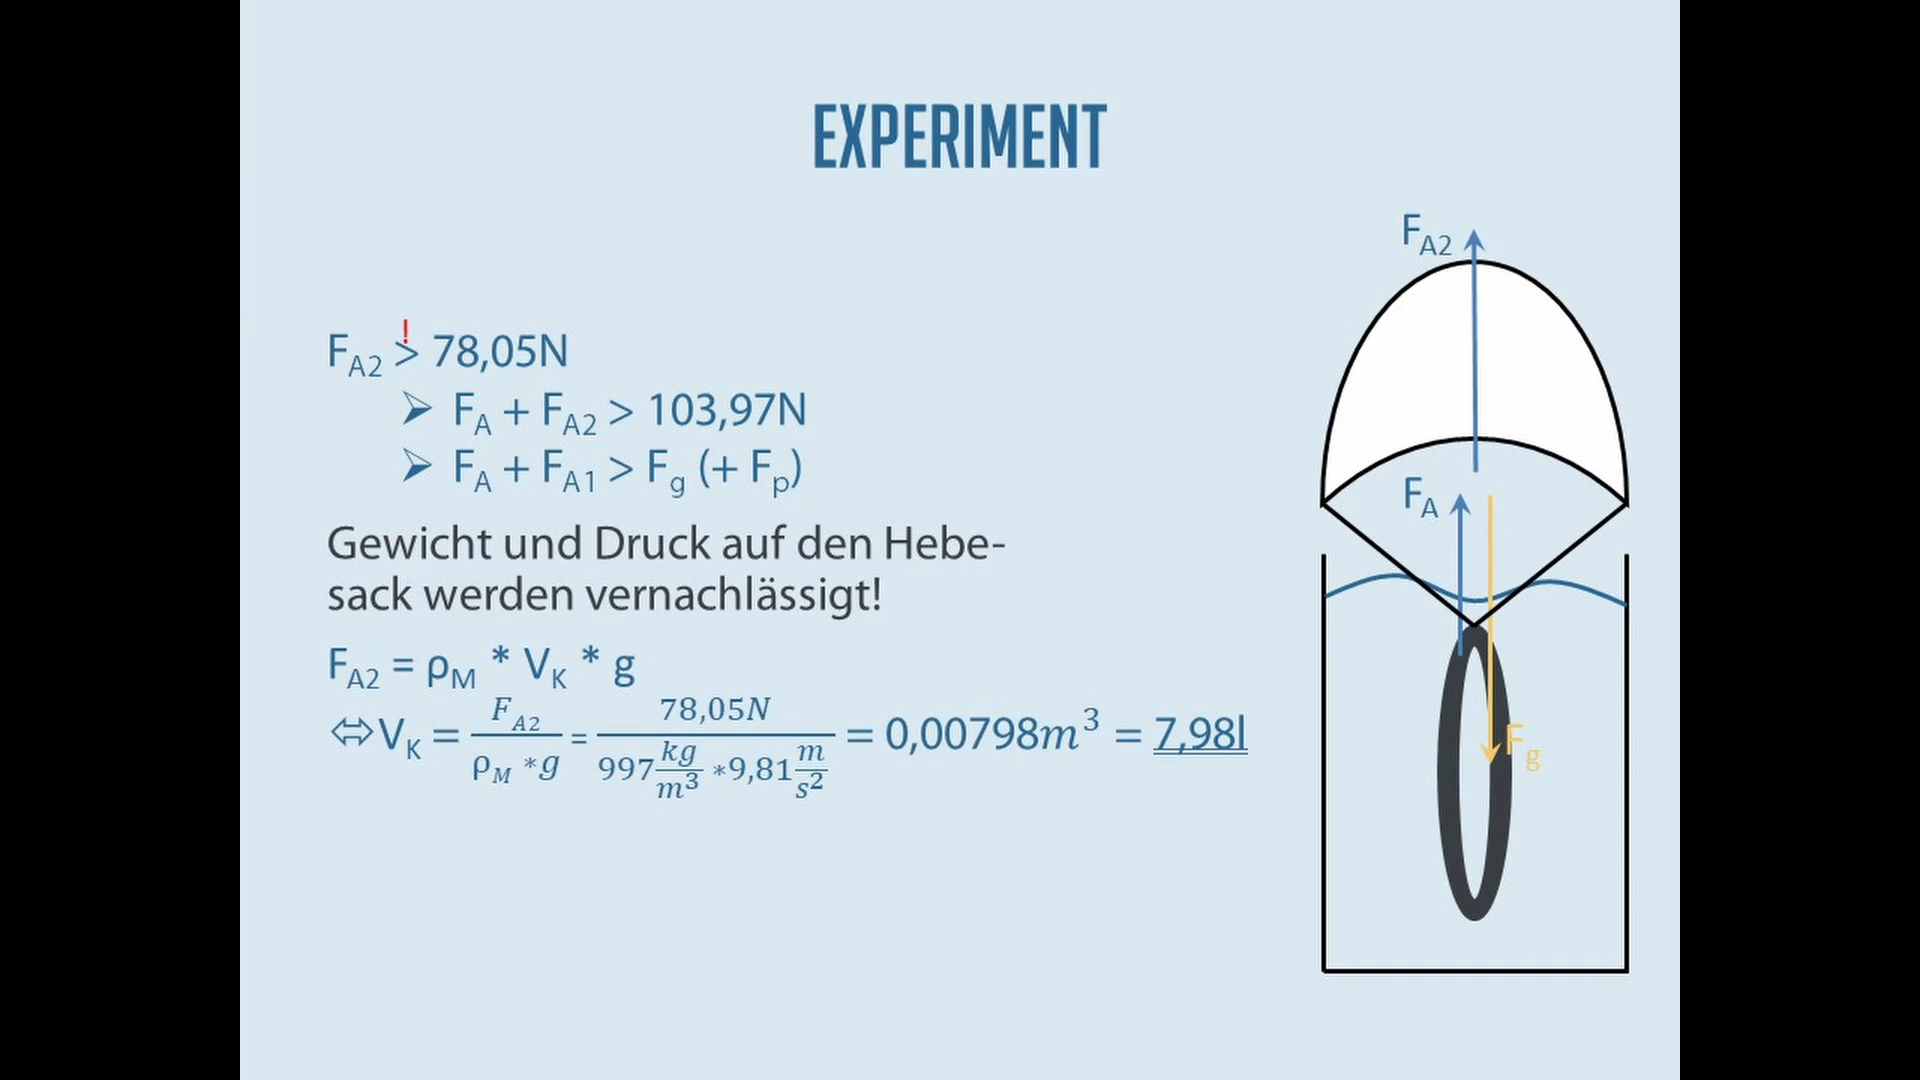 EXPERIMENT
F_A2 >! 78,05N
➢ F_A + F_A2 > 103,97N
➢ F_A + F_A1 > F_g (+ F_p)
Gewicht und Druck auf den Hebe-
sack werden vernachlässigt!
F_A2 = ρ_M * V_K * g
⇔V_K = F_A2 / (ρ_M * g) = 78,05N / (997 kg/m³ * 9,81 m/s²) = 0,00798m³ = 7,98l
F_A2
F_A
F_g